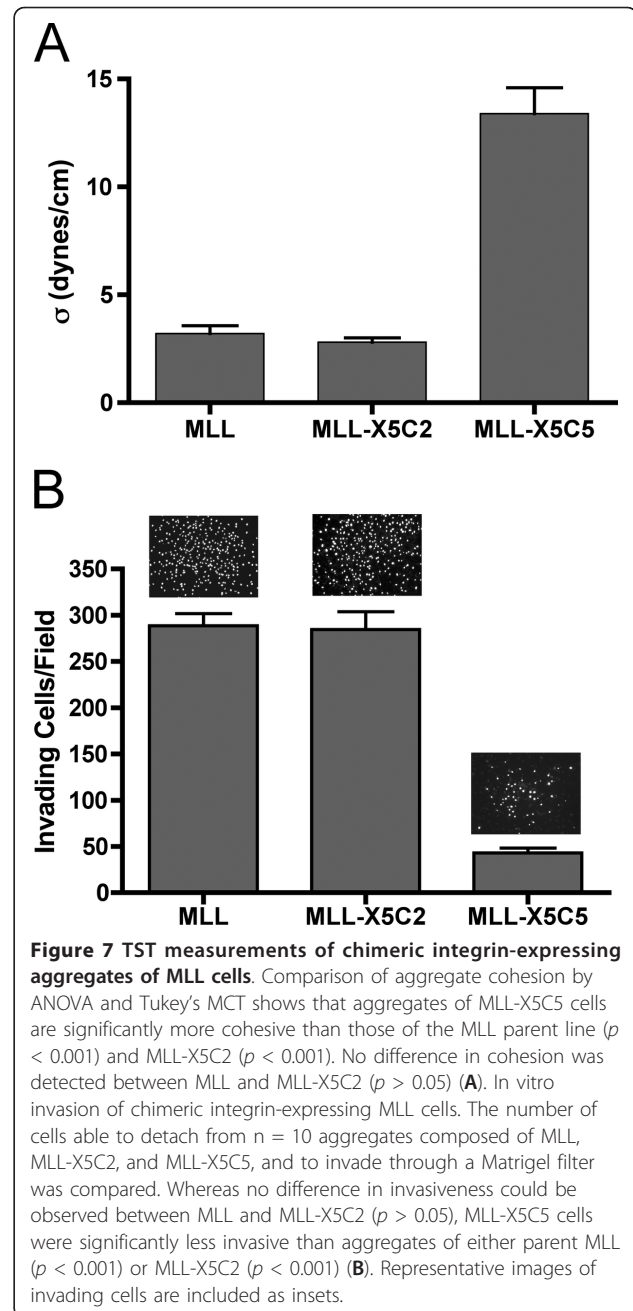 A
15
10
5
0
σ (dynes/cm)
MLL MLL-X5C2 MLL-X5C5
B
350
300
250
200
150
100
50
0
Invading Cells/Field
MLL MLL-X5C2 MLL-X5C5
Figure 7 TST measurements of chimeric integrin-expressing
aggregates of MLL cells. Comparison of aggregate cohesion by
ANOVA and Tukey's MCT shows that aggregates of MLL-X5C5 cells
are significantly more cohesive than those of the MLL parent line (p
< 0.001) and MLL-X5C2 (p < 0.001). No difference in cohesion was
detected between MLL and MLL-X5C2 (p > 0.05) (A). In vitro
invasion of chimeric integrin-expressing MLL cells. The number of
cells able to detach from n = 10 aggregates composed of MLL,
MLL-X5C2, and MLL-X5C5, and to invade through a Matrigel filter
was compared. Whereas no difference in invasiveness could be
observed between MLL and MLL-X5C2 (p > 0.05), MLL-X5C5 cells
were significantly less invasive than aggregates of either parent MLL
(p < 0.001) or MLL-X5C2 (p < 0.001) (B). Representative images of
invading cells are included as insets.